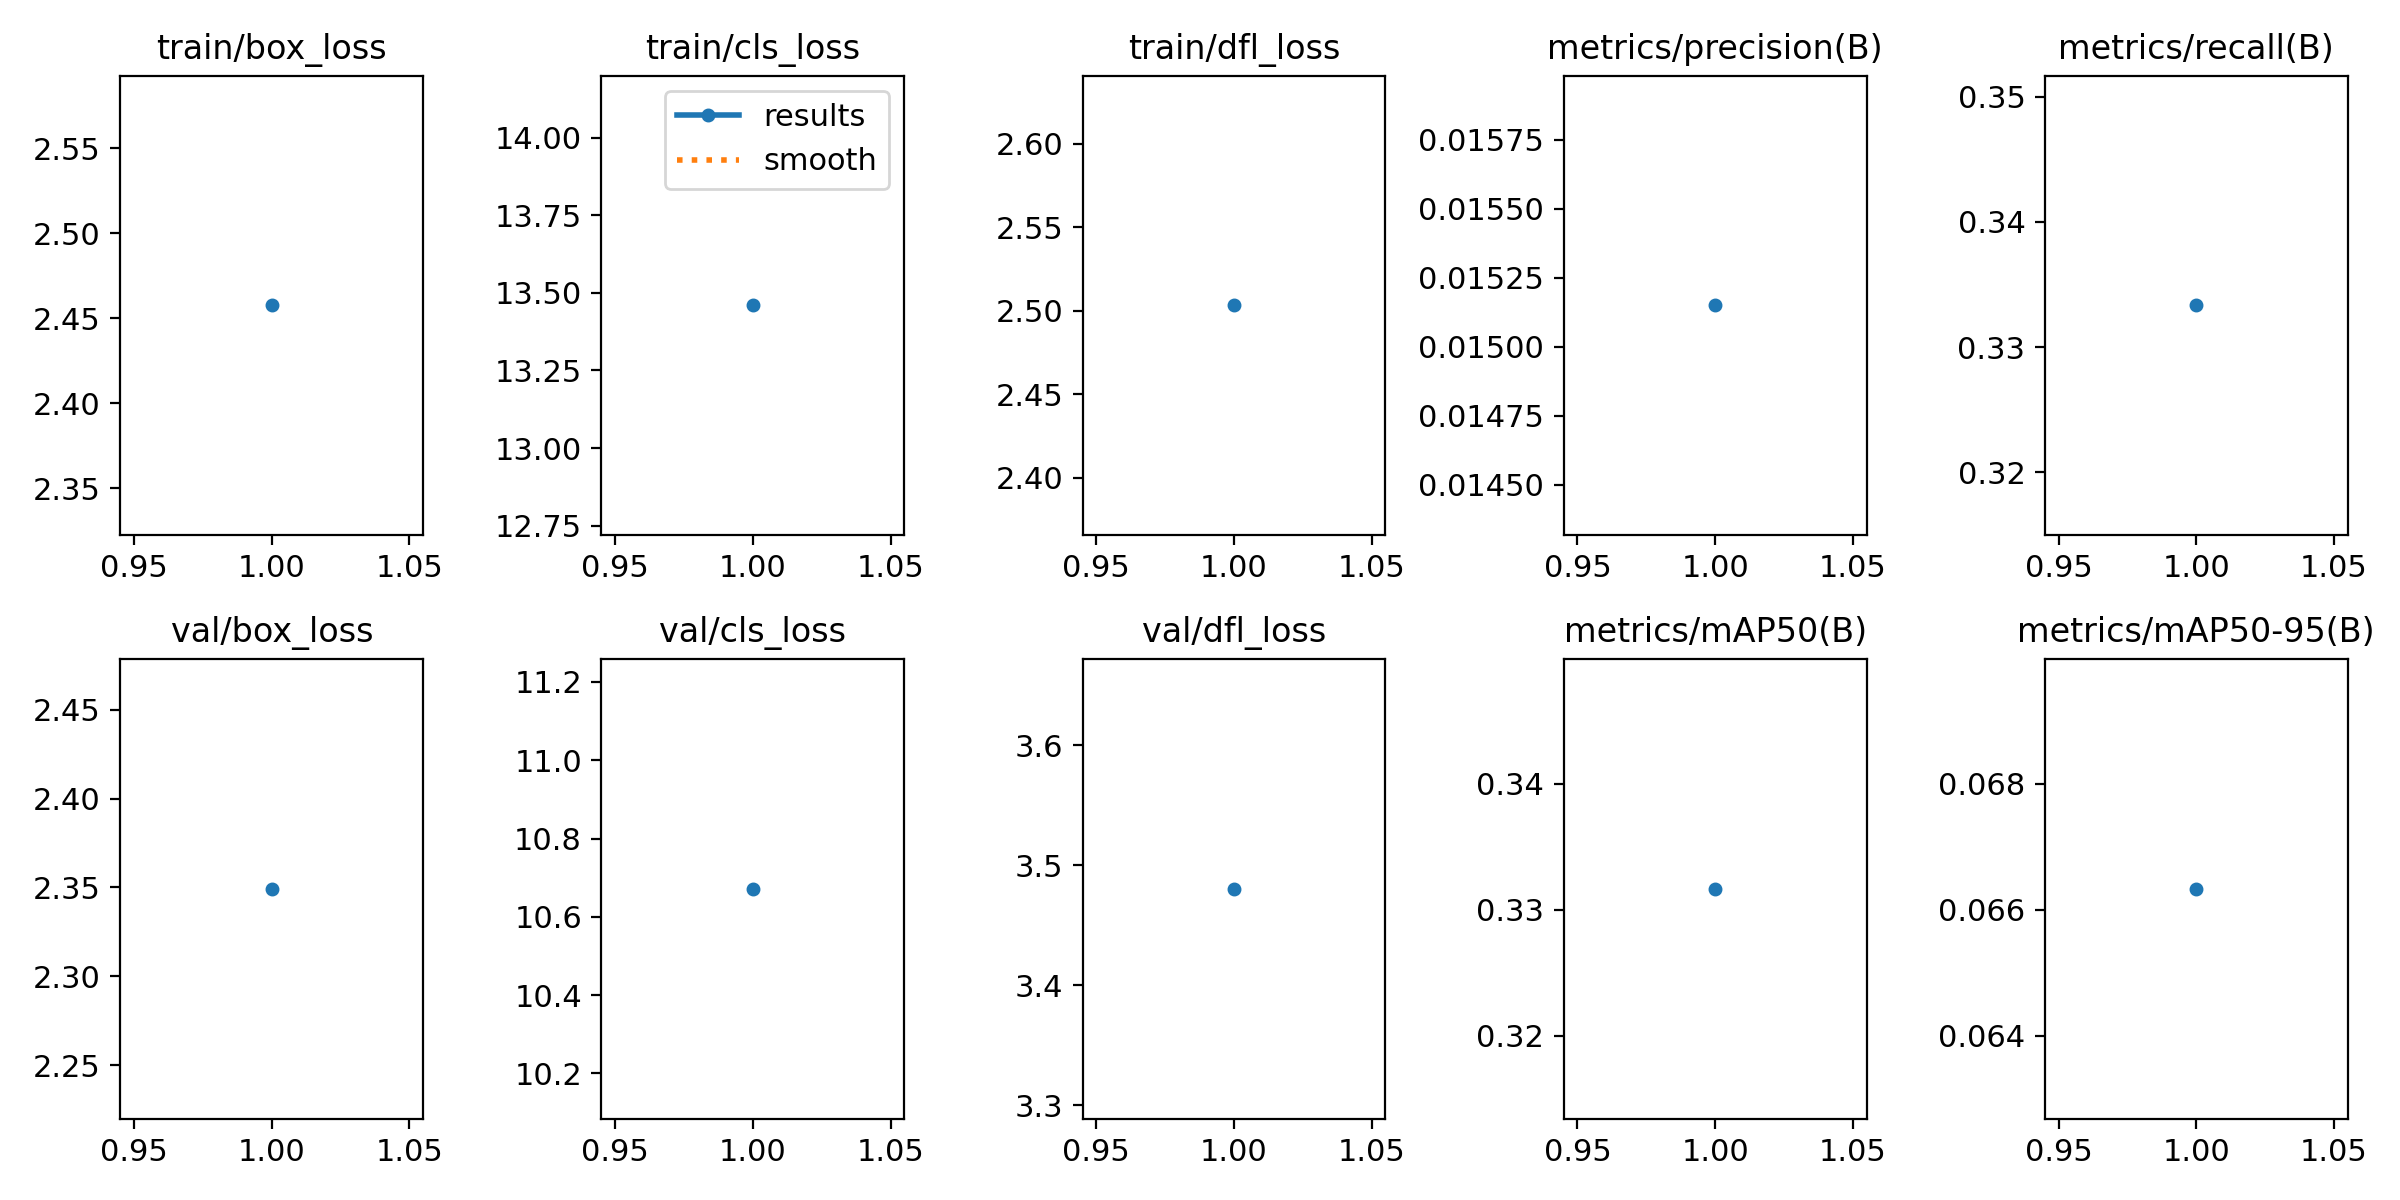 train/box_loss
2.55
2.50
2.45
2.40
2.35
0.95 1.00 1.05
train/cls_loss
results
smooth
14.00
13.75
13.50
13.25
13.00
12.75
0.95 1.00 1.05
train/dfl_loss
2.60
2.55
2.50
2.45
2.40
0.95 1.00 1.05
metrics/precision(B)
0.01575
0.01550
0.01525
0.01500
0.01475
0.01450
0.95 1.00 1.05
metrics/recall(B)
0.35
0.34
0.33
0.32
0.95 1.00 1.05
val/box_loss
2.45
2.40
2.35
2.30
2.25
0.95 1.00 1.05
val/cls_loss
11.2
11.0
10.8
10.6
10.4
10.2
0.95 1.00 1.05
val/dfl_loss
3.6
3.5
3.4
3.3
0.95 1.00 1.05
metrics/mAP50(B)
0.34
0.33
0.32
0.95 1.00 1.05
metrics/mAP50-95(B)
0.068
0.066
0.064
0.95 1.00 1.05